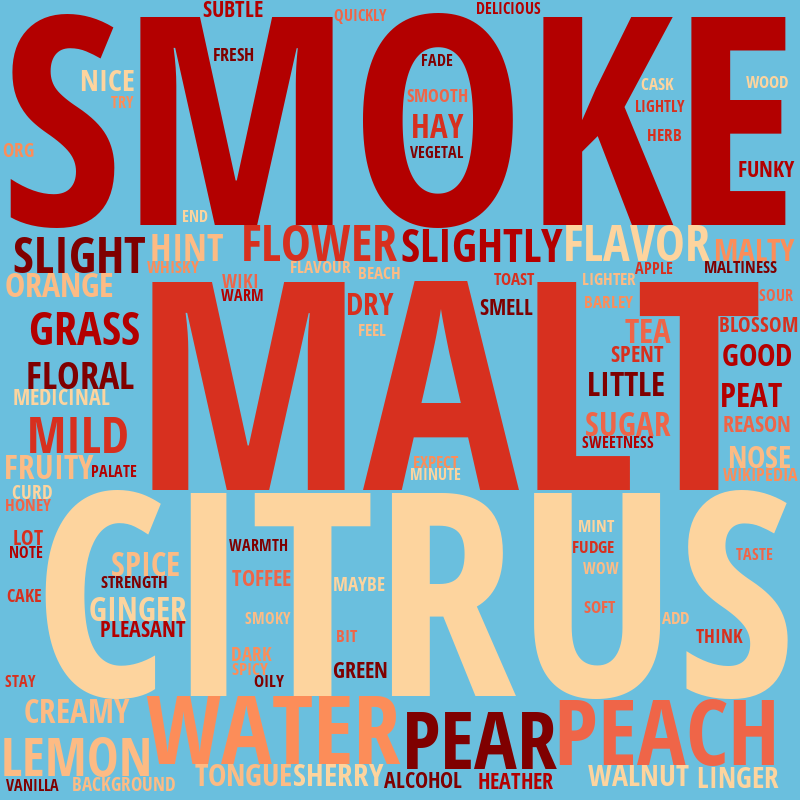 SUBTLE
QUICKLY
DELICIOUS
SMOKE
FRESH
FADE
NICE
TRY
SMOOTH
CASK
WOOD
LIGHTLY
HAY
HERB
ORG
VEGETAL
FUNKY
END
SLIGHT
HINT
FLOWER
SLIGHTLY
FLAVOR
MALTY
WHISKY
FLAVOUR
BEACH
APPLE
MALTINESS
ORANGE
WIKI
WARM
TOAST
LIGHTER
SOUR
MALT
DRY
SMELL
BARLEY
GRASS
FEEL
TEA
BLOSSOM
SPENT
GOOD
FLORAL
LITTLE
MEDICINAL
PEAT
MILD
SUGAR
REASON
SWEETNESS
FRUITY
PALATE
EXPECT
MINUTE
NOSE
WIKIPEDIA
CURD
HONEY
CITRUS
LOT
NOTE
WARMTH
MINT
FUDGE
TASTE
SPICE
STRENGTH
TOFFEE
MAYBE
WOW
CAKE
GINGER
SMOKY
SOFT
ADD
PLEASANT
BIT
THINK
DARK
SPICY
GREEN
STAY
OILY
CREAMY
WATER
PEAR
PEACH
LEMON
VANILLA
BACKGROUND
TONGUE
SHERRY
ALCOHOL
HEATHER
WALNUT
LINGER